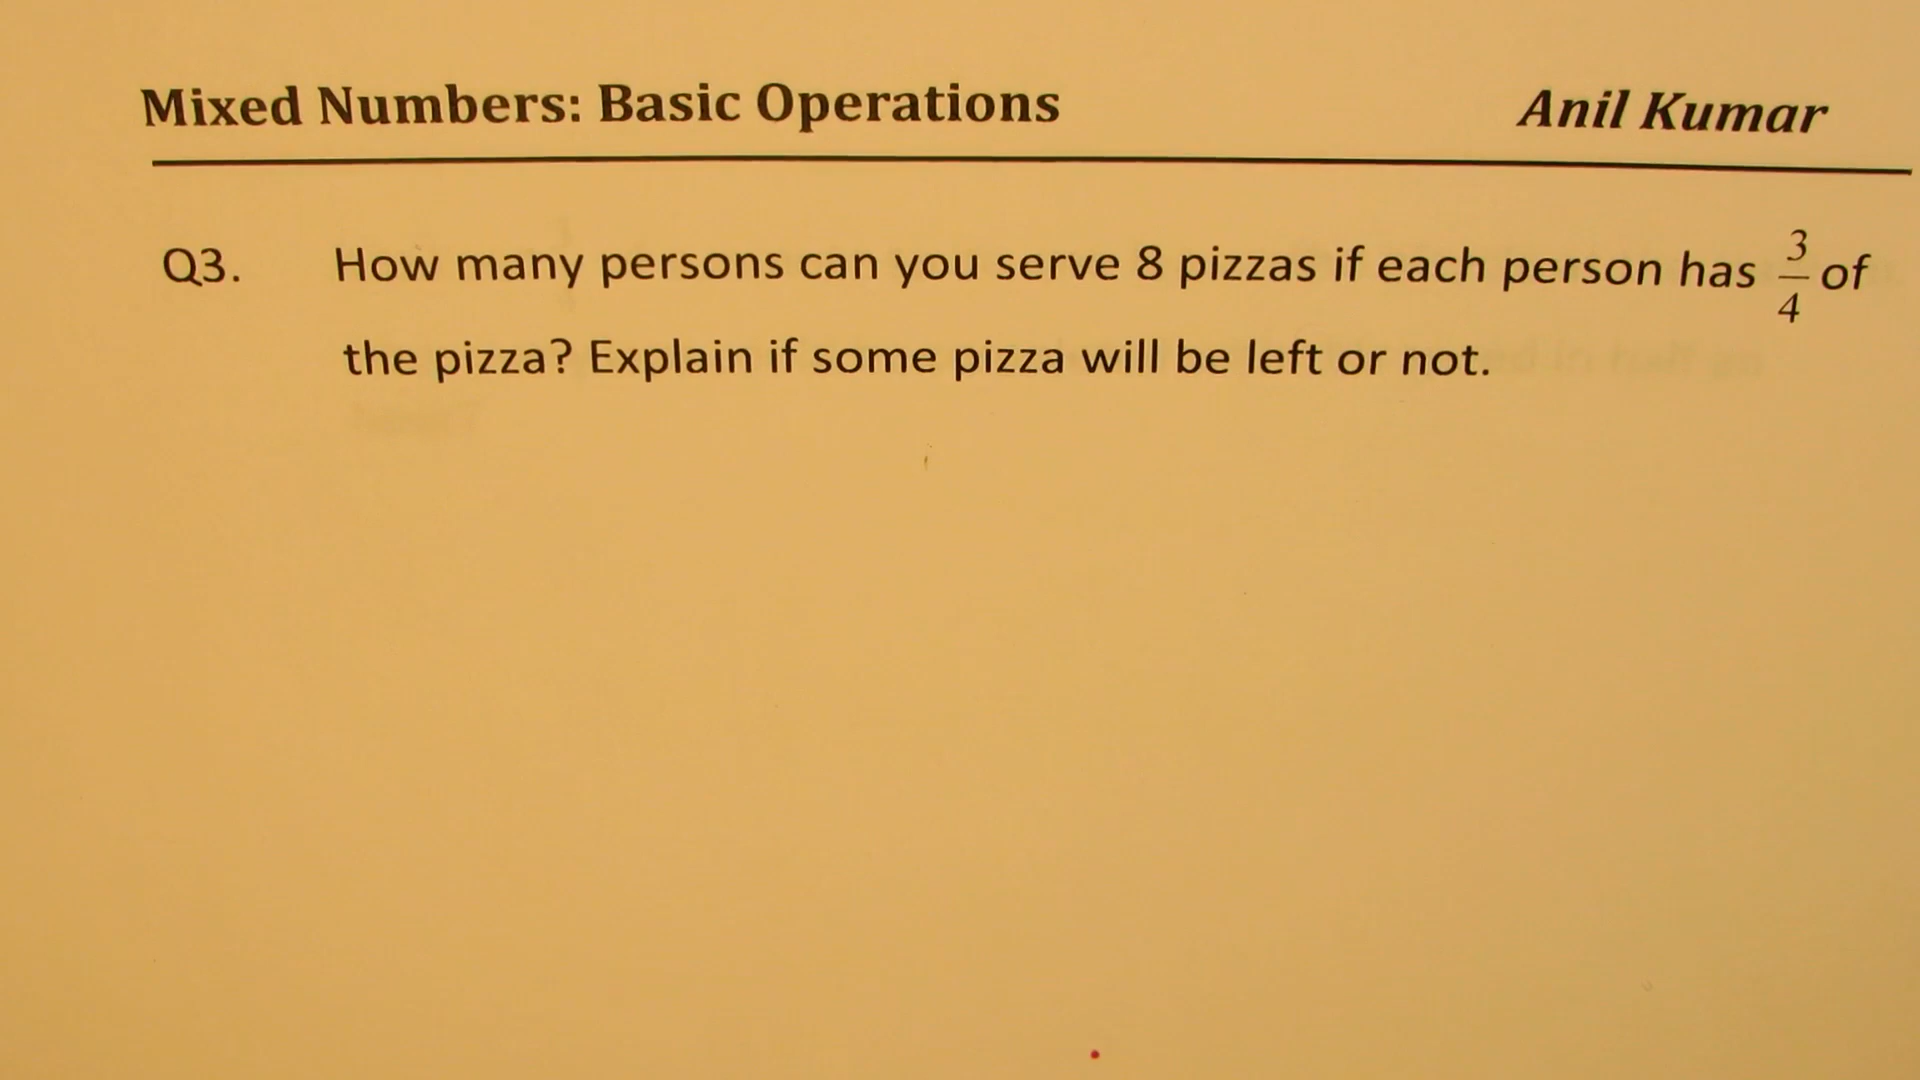 Mixed Numbers: Basic Operations Anil Kumar
Q3. How many persons can you serve 8 pizzas if each person has 3/4 of
the pizza? Explain if some pizza will be left or not.